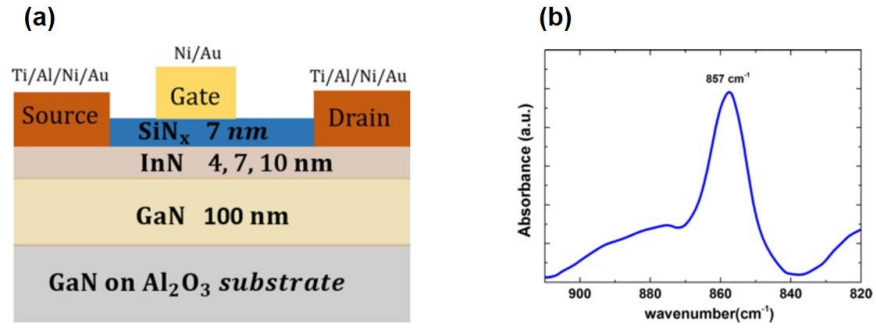 (a)
Ni/Au
Ti/Al/Ni/Au
Ti/Al/Ni/Au
Gate
Source
Drain
SiNₓ 7 nm
InN 4, 7, 10 nm
GaN 100 nm
GaN on Al₂O₃ substrate
(b)
857 cm⁻¹
Absorbance (a.u.)
900 880 860 840 820
wavenumber(cm⁻¹)